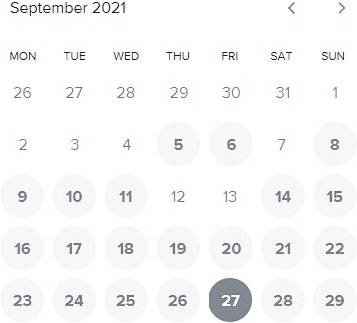 September 2021
MON TUE WED THU FRI SAT SUN
26 27 28 29 30 31 1
2 3 4 5 6 7 8
9 10 11 12 13 14 15
16 17 18 19 20 21 22
23 24 25 26 27 28 29